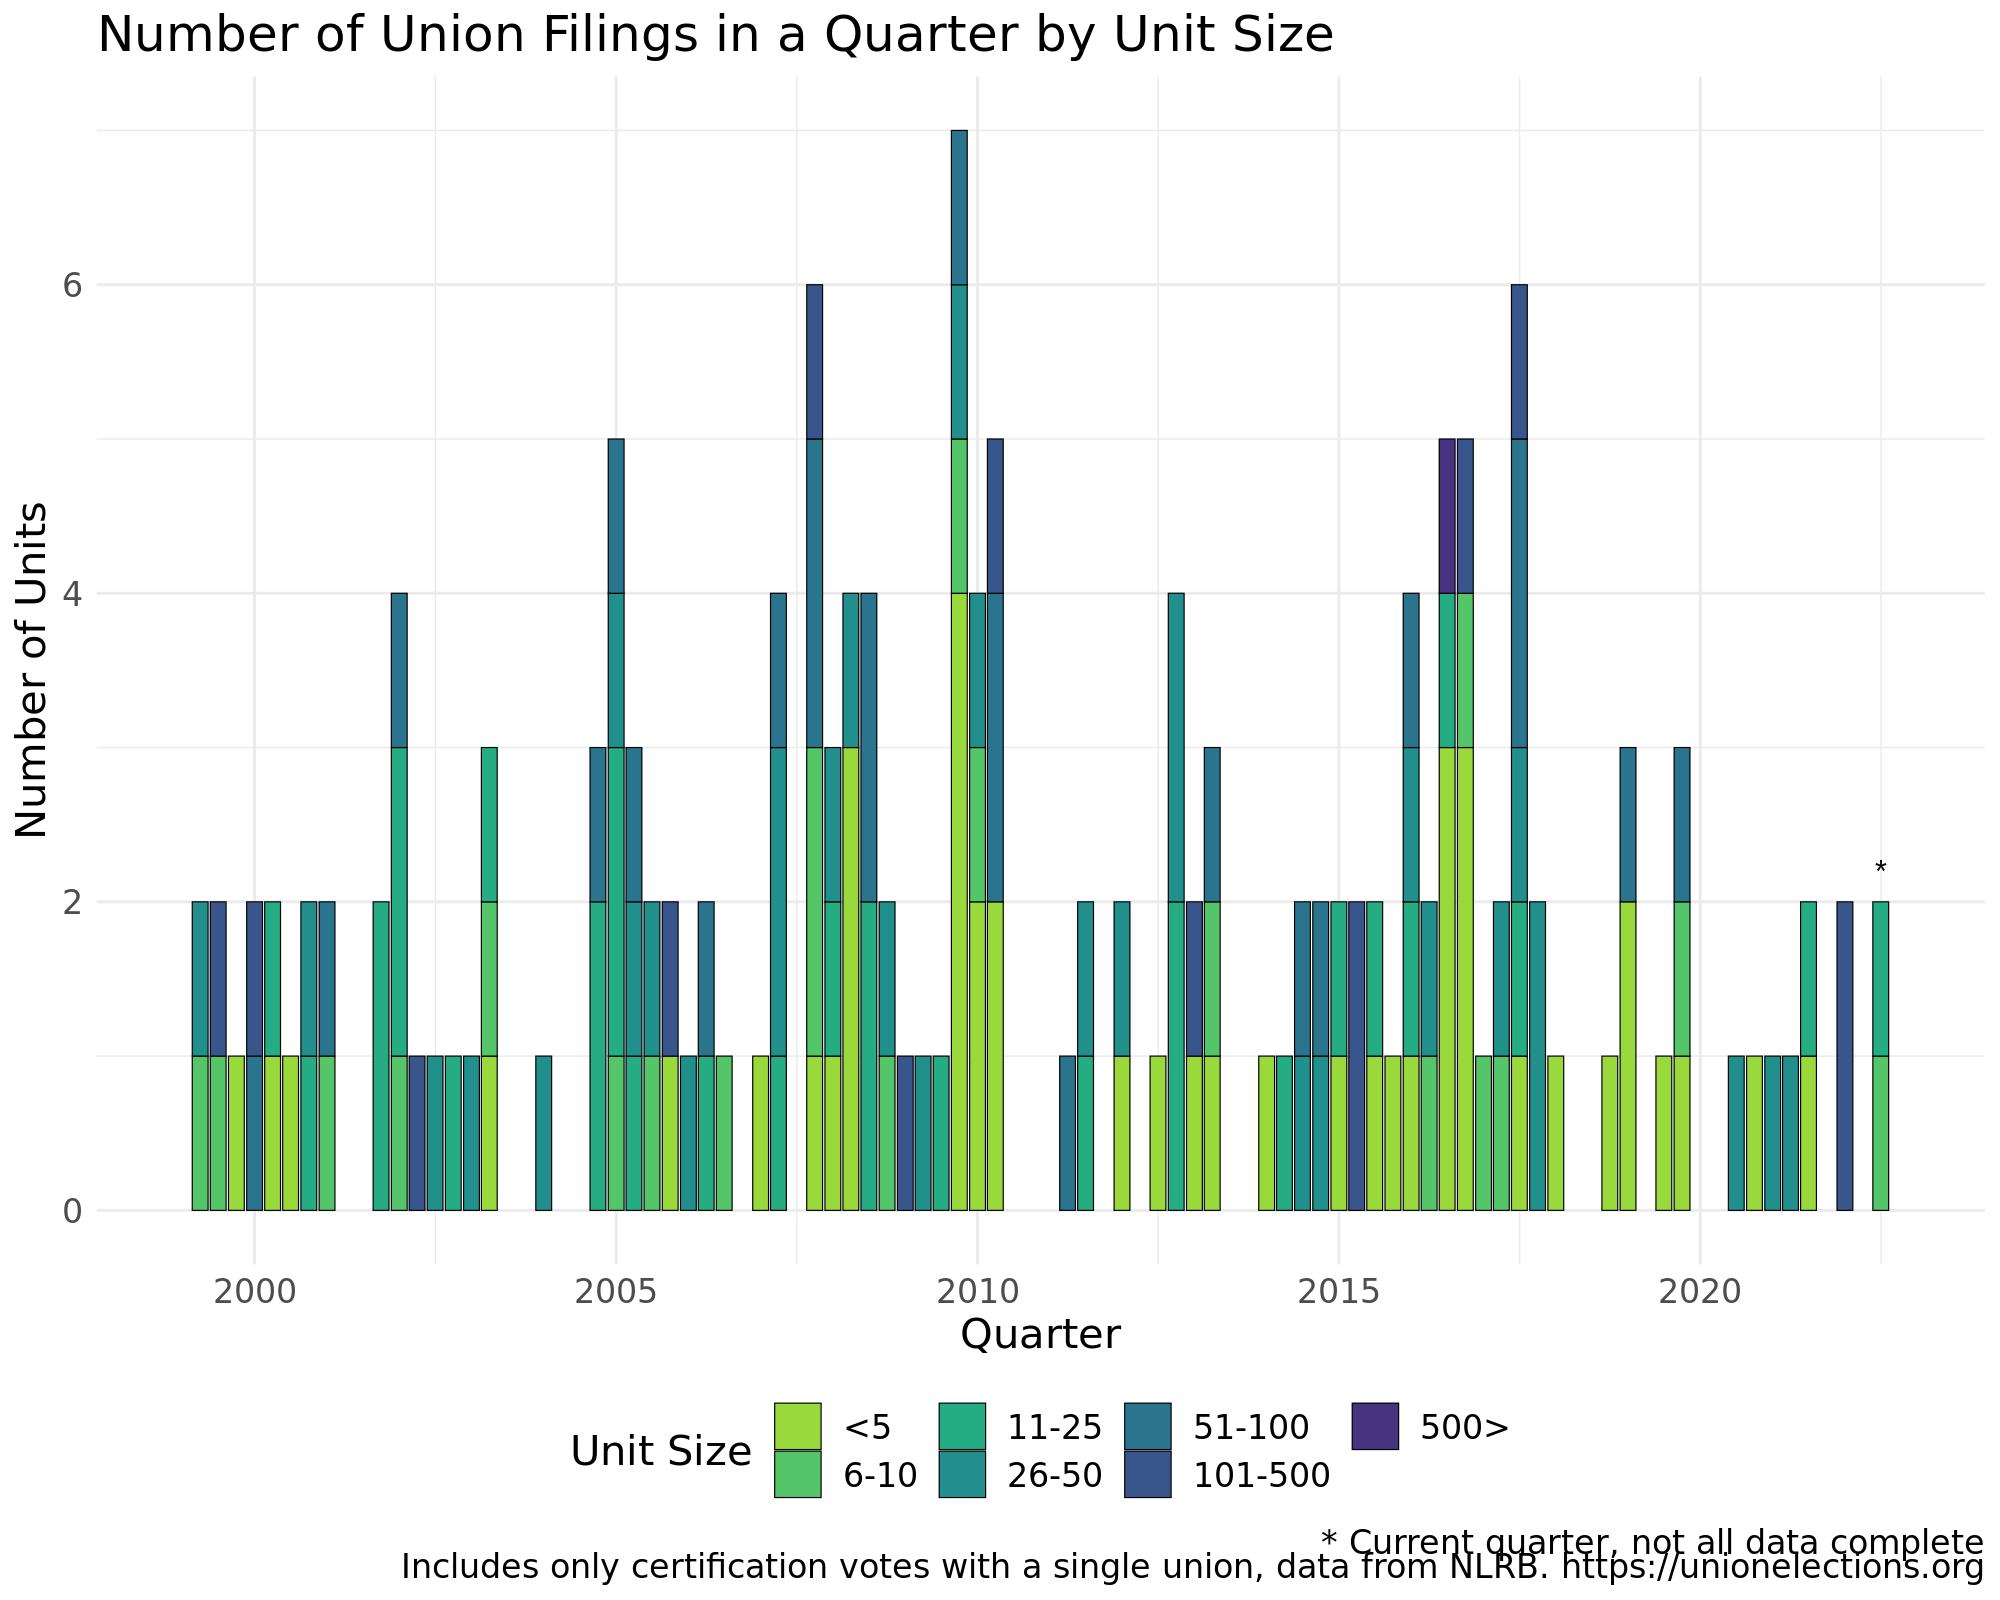 Number of Union Filings in a Quarter by Unit Size
Number of Units
6
4
2
0
*
2000 2005 2010 2015 2020
Quarter
Unit Size
<5 11-25 51-100 500>
6-10 26-50 101-500
* Current quarter, not all data complete
Includes only certification votes with a single union, data from NLRB. https://unionelections.org